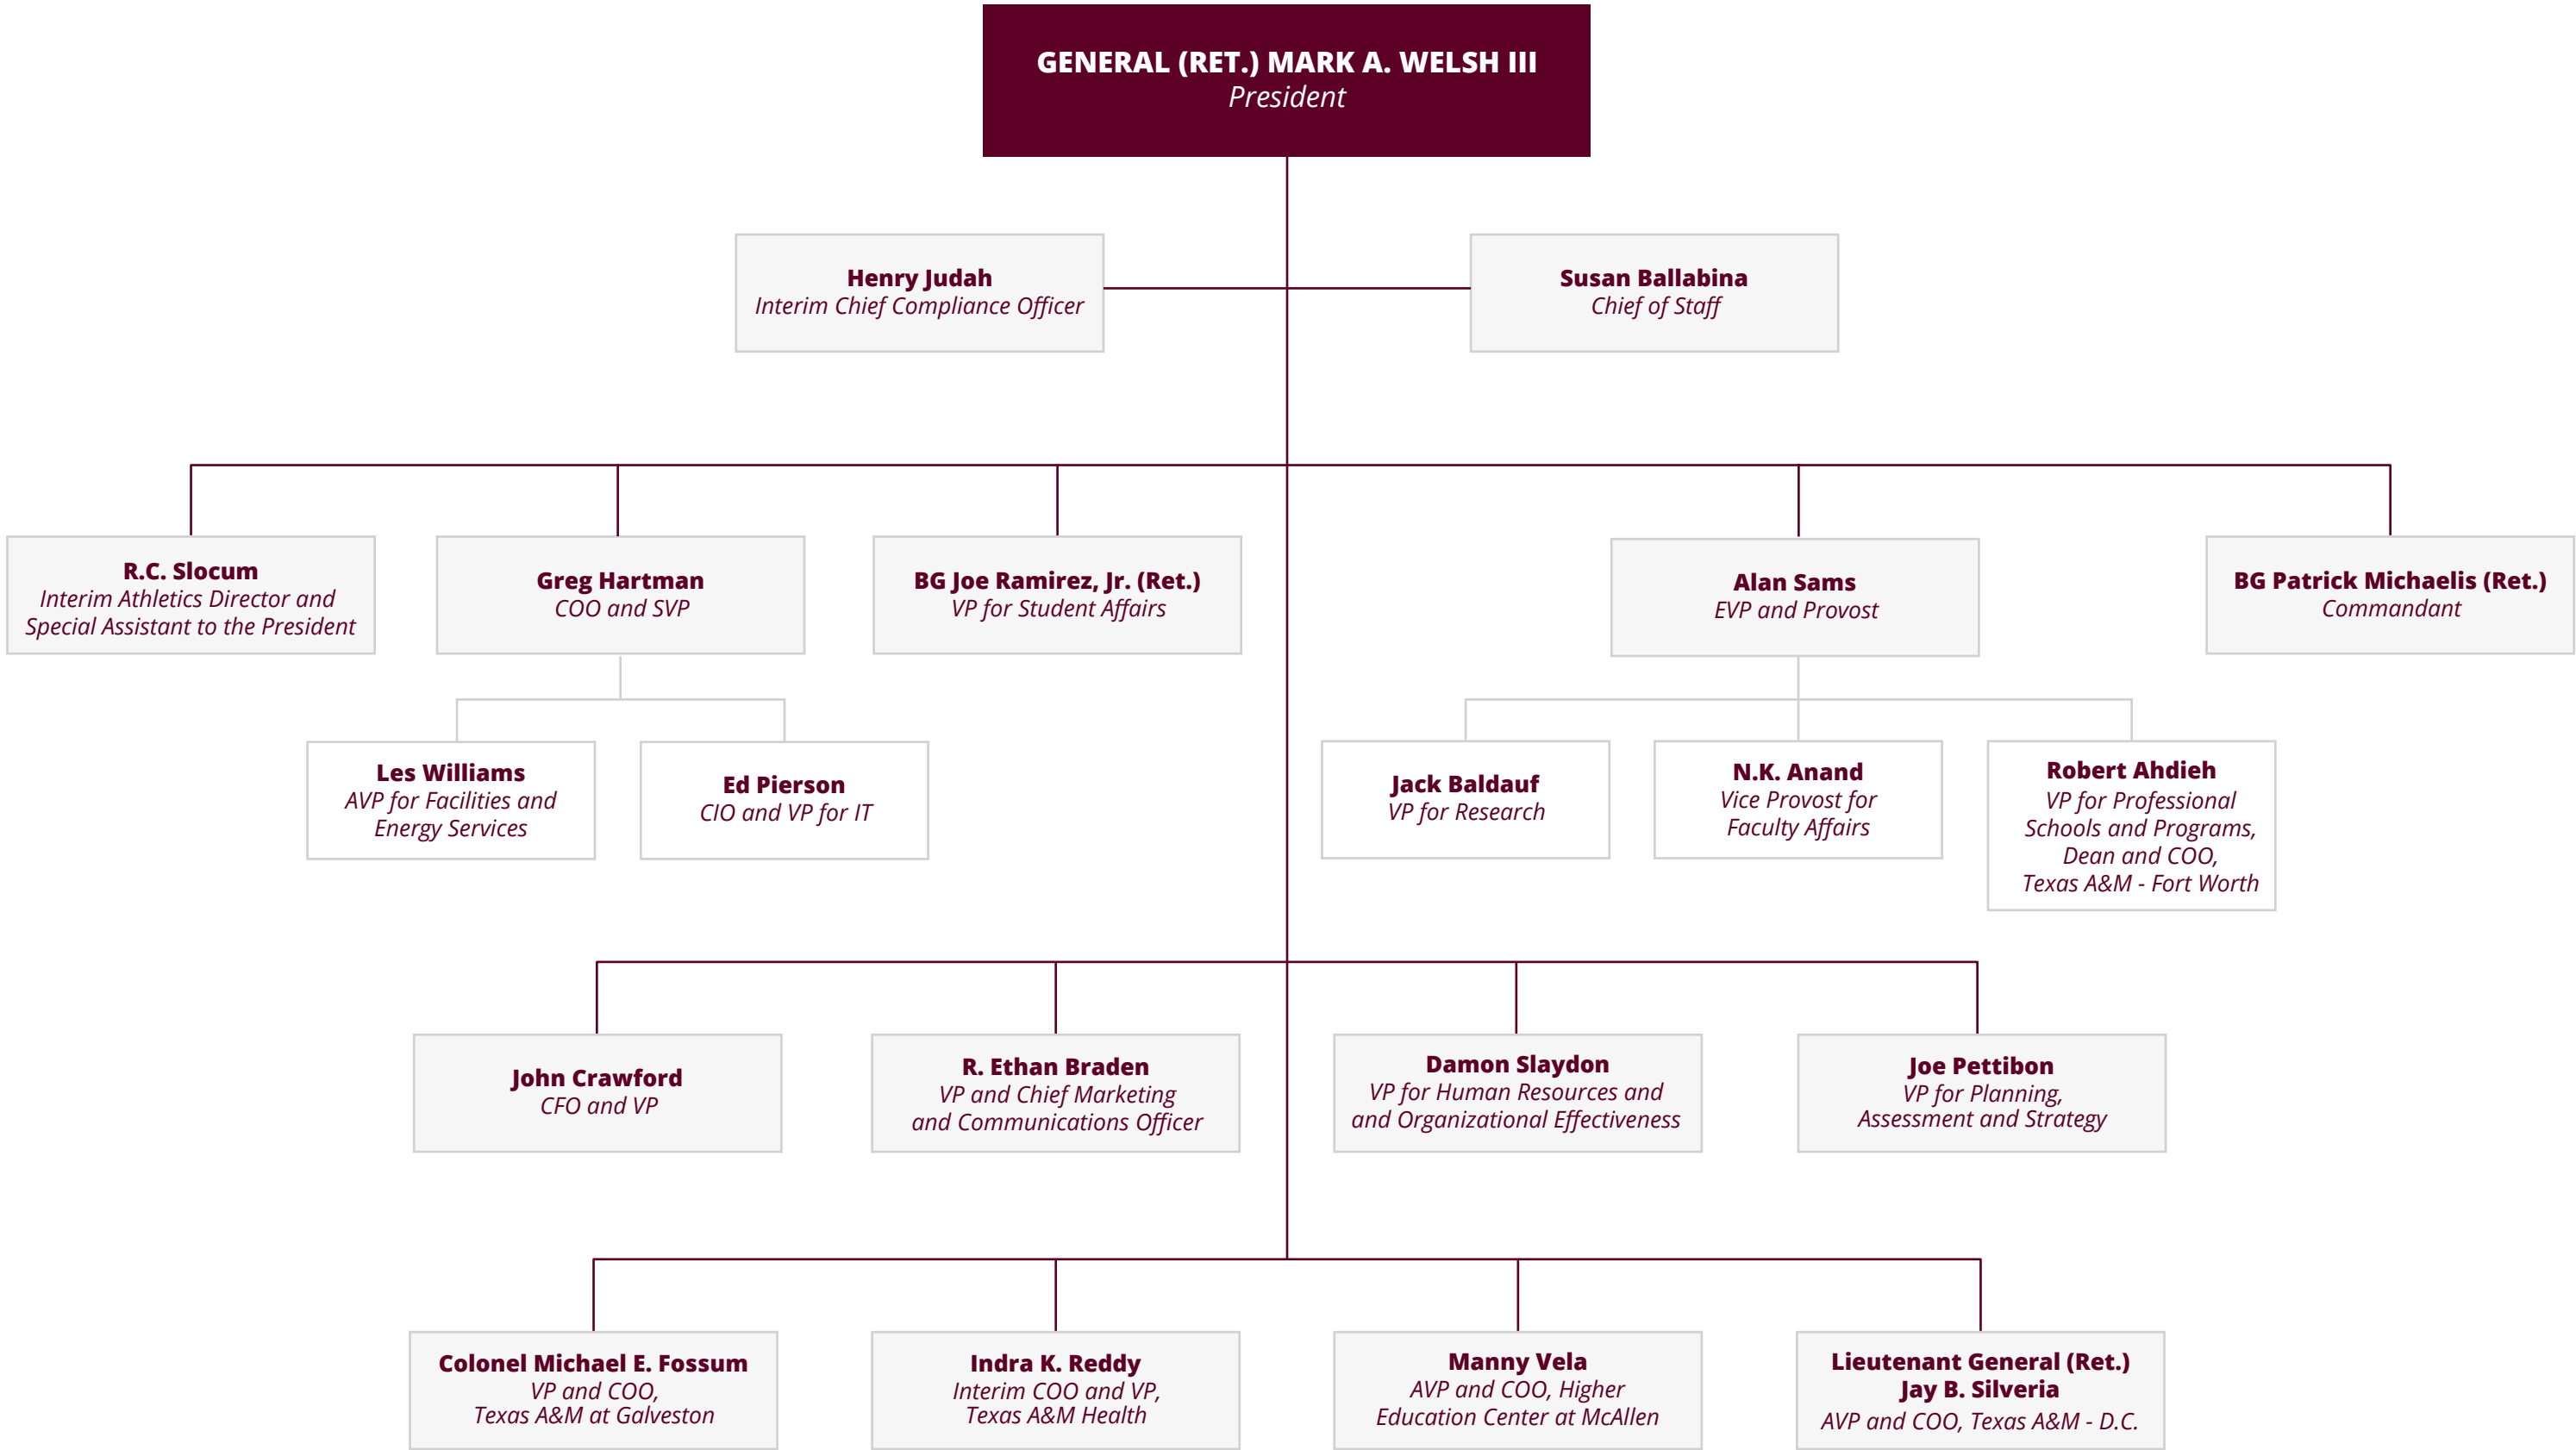 GENERAL (RET.) MARK A. WELSH III
President
Henry Judah
Interim Chief Compliance Officer
Susan Ballabina
Chief of Staff
R.C. Slocum
Interim Athletics Director and
Special Assistant to the President
Greg Hartman
COO and SVP
BG Joe Ramirez, Jr. (Ret.)
VP for Student Affairs
Alan Sams
EVP and Provost
BG Patrick Michaelis (Ret.)
Commandant
Les Williams
AVP for Facilities and
Energy Services
Ed Pierson
CIO and VP for IT
Jack Baldauf
VP for Research
N.K. Anand
Vice Provost for
Faculty Affairs
Robert Ahdieh
VP for Professional
Schools and Programs,
Dean and COO,
Texas A&M - Fort Worth
John Crawford
CFO and VP
R. Ethan Braden
VP and Chief Marketing
and Communications Officer
Damon Slaydon
VP for Human Resources and
and Organizational Effectiveness
Joe Pettibon
VP for Planning,
Assessment and Strategy
Colonel Michael E. Fossum
VP and COO,
Texas A&M at Galveston
Indra K. Reddy
Interim COO and VP,
Texas A&M Health
Manny Vela
AVP and COO, Higher
Education Center at McAllen
Lieutenant General (Ret.)
Jay B. Silveria
AVP and COO, Texas A&M - D.C.